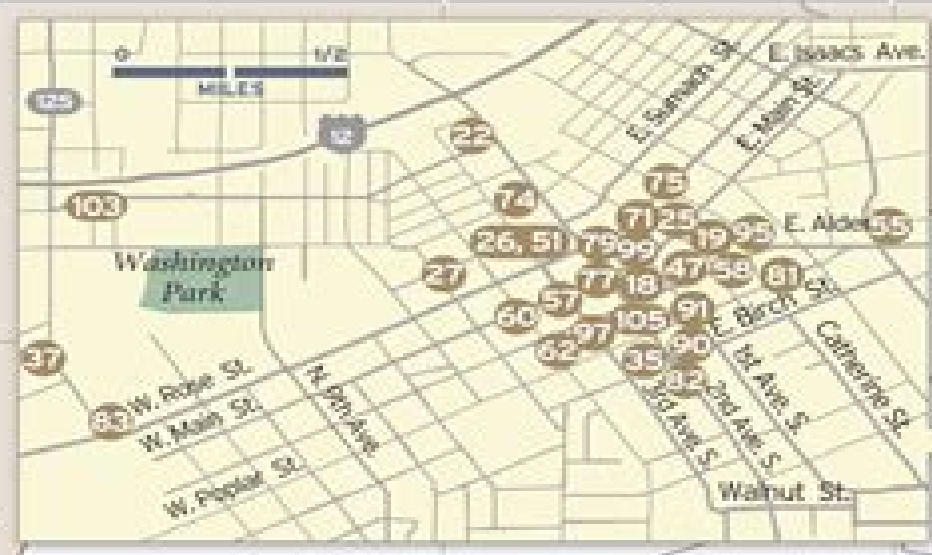 0 1/2
MILES
E. Isaacs Ave.
E. Sumach St.
E. Main St.
125
12
22
103
74
75
71
25
19
95
E. Alder
55
26, 51
79
99
Washington
Park
27
77
18
47
58
81
57
60
97
105
91
E. Birch St.
62
39
90
82
37
83
W. Rose St.
W. Main St.
W. Poplar St.
N. 9th Ave.
3rd Ave. S.
2nd Ave. S.
1st Ave. S.
Catherine St.
Walnut St.